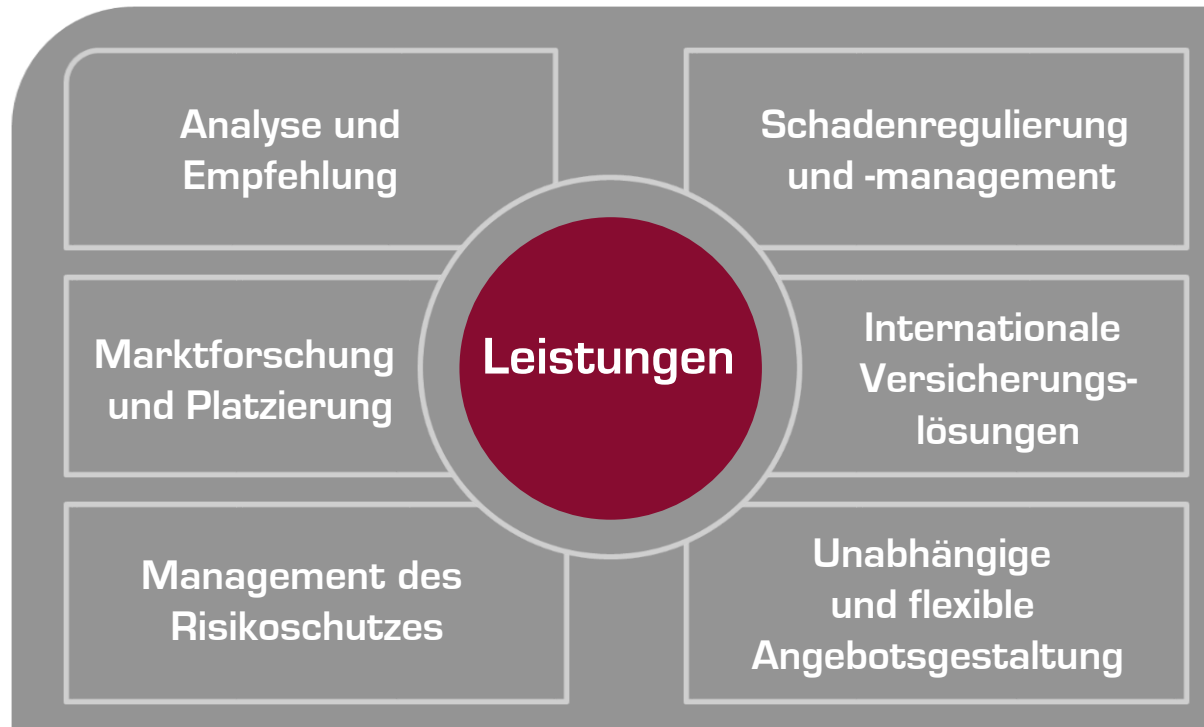 Analyse und
Empfehlung
Schadenregulierung
und -management
Marktforschung
und Platzierung
Leistungen
Internationale
Versicherungs-
lösungen
Management des
Risikoschutzes
Unabhängige
und flexible
Angebotsgestaltung